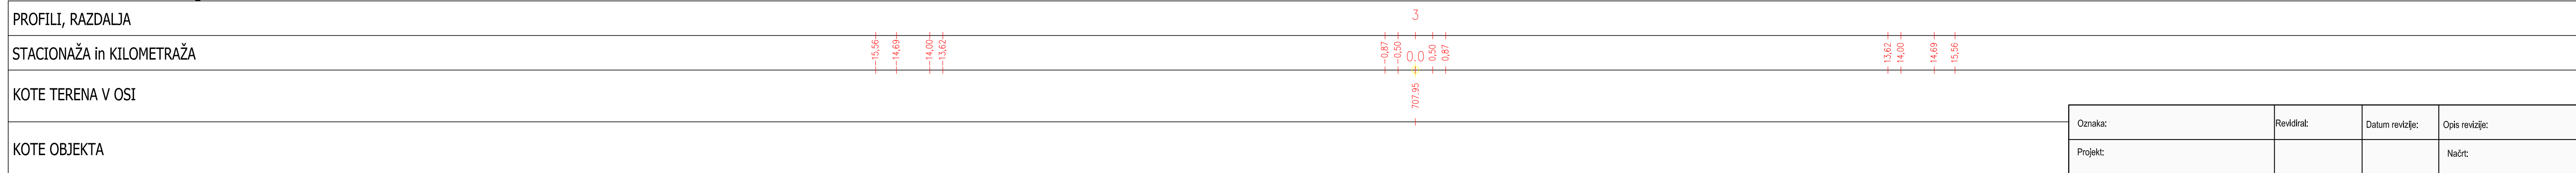 PROFILI, RAZDALJA
3
STACIONAŽA in KILOMETRAŽA
-15,56
-14,69
-14,00
-13,62
-0,87
-0,50
0.0
0,50
0,87
13,62
14,00
14,69
15,56
KOTE TERENA V OSI
707.95
KOTE OBJEKTA
Oznaka:
Revidiral:
Datum revizije:
Opis revizije:
Projekt:
Načrt: